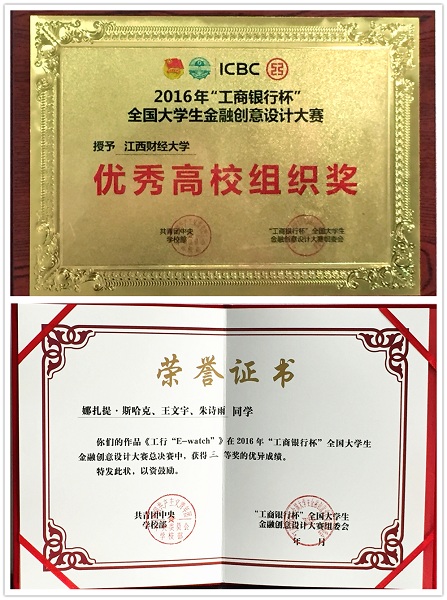 ICBC
2016年“工商银行杯”
全国大学生金融创意设计大赛
授予 江西财经大学
优秀高校组织奖
共青团中央
学校部
“工商银行杯”全国大学生
金融创意设计大赛组委会
荣誉证书
娜扎提·斯哈克、王文宇、朱诗雨 同学
你们的作品《工行“E-watch”》在2016年“工商银行杯”全国大学生
金融创意设计大赛总决赛中，获得三等奖的优异成绩。
特发此状，以资鼓励。
共青团中央
学校部
“工商银行杯”全国大学生
金融创意设计大赛组委会
年 月